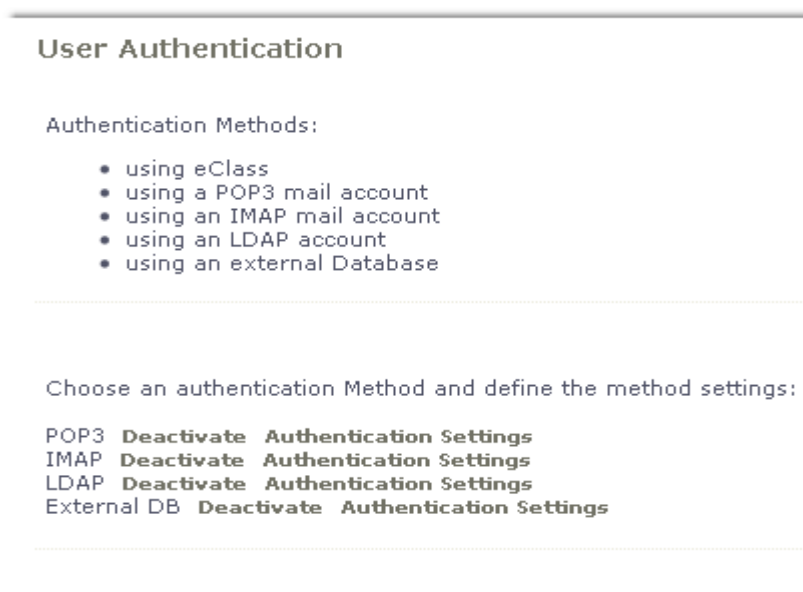 User Authentication
Authentication Methods:
using eClass
using a POP3 mail account
using an IMAP mail account
using an LDAP account
using an external Database
Choose an authentication Method and define the method settings:
POP3 Deactivate Authentication Settings
IMAP Deactivate Authentication Settings
LDAP Deactivate Authentication Settings
External DB Deactivate Authentication Settings